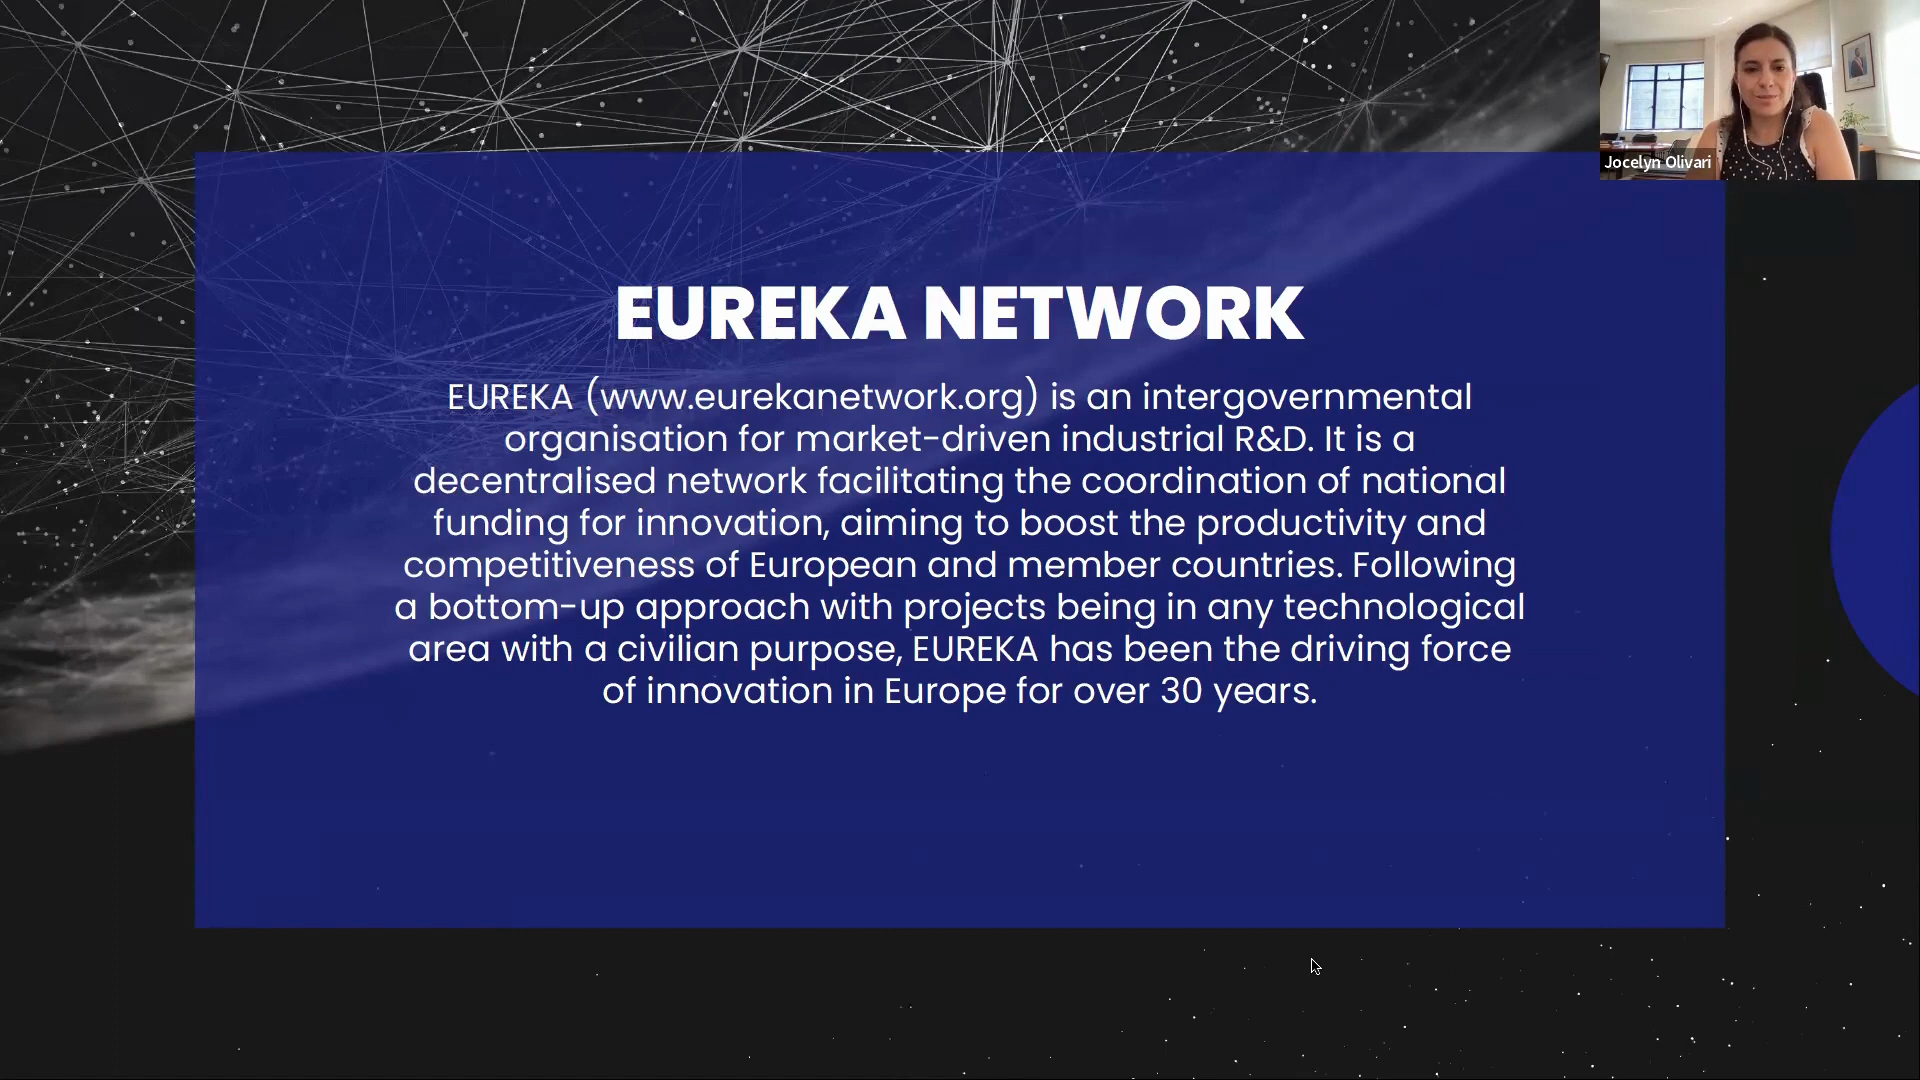 Jocelyn Olivari
EUREKA NETWORK
EUREKA (www.eurekanetwork.org) is an intergovernmental
organisation for market-driven industrial R&D. It is a
decentralised network facilitating the coordination of national
funding for innovation, aiming to boost the productivity and
competitiveness of European and member countries. Following
a bottom-up approach with projects being in any technological
area with a civilian purpose, EUREKA has been the driving force
of innovation in Europe for over 30 years.